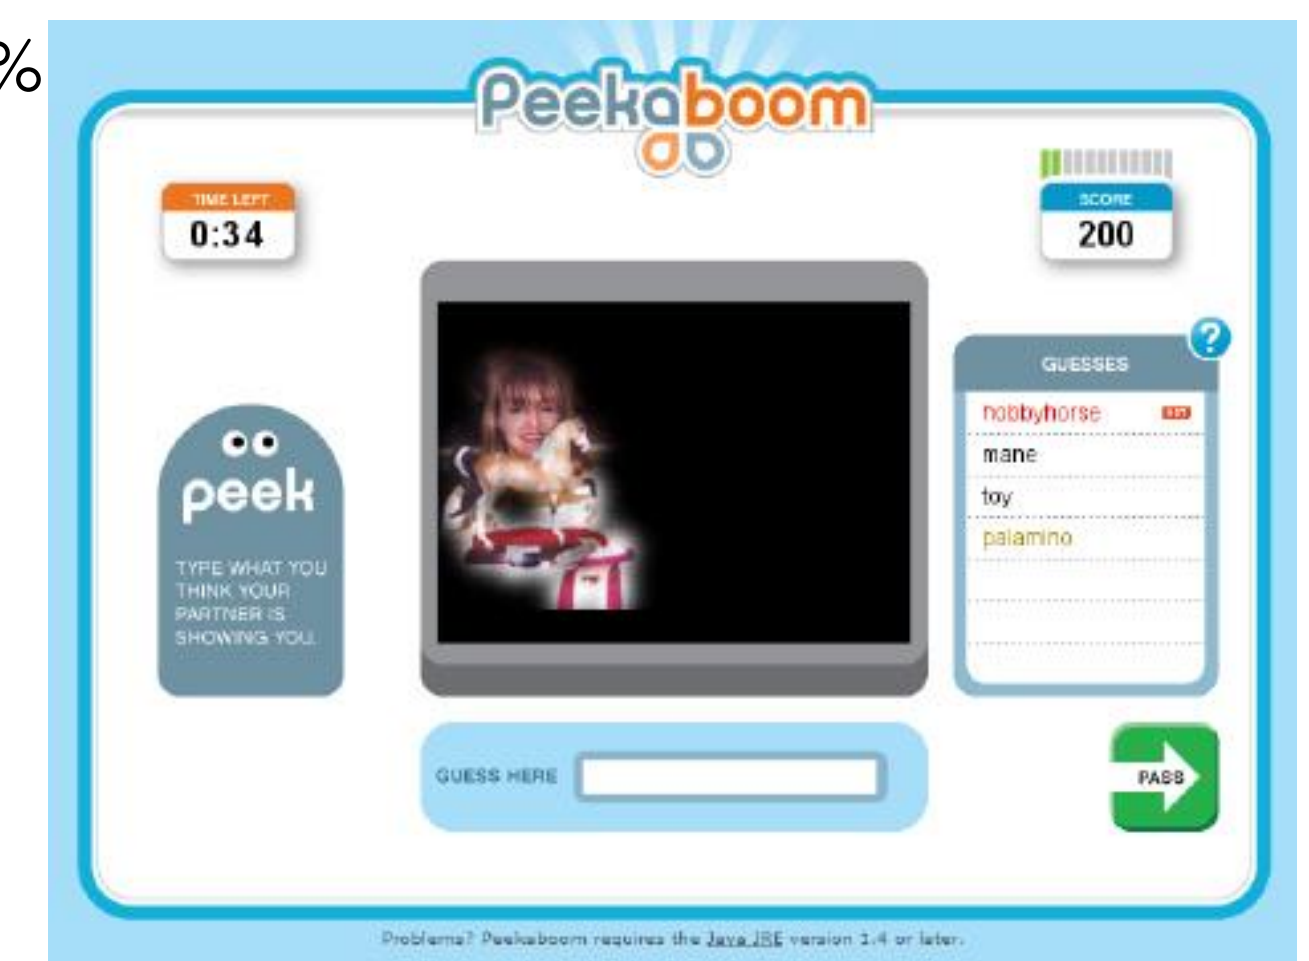 %
Peekaboom
TIME LEFT
0:34
SCORE
200
GUESSES
?
hobbyhorse
mane
toy
palamino
peek
TYPE WHAT YOU
THINK YOUR
PARTNER IS
SHOWING YOU.
GUESS HERE
PASS
Problems? Peekaboom requires the Java JRE version 1.4 or later.